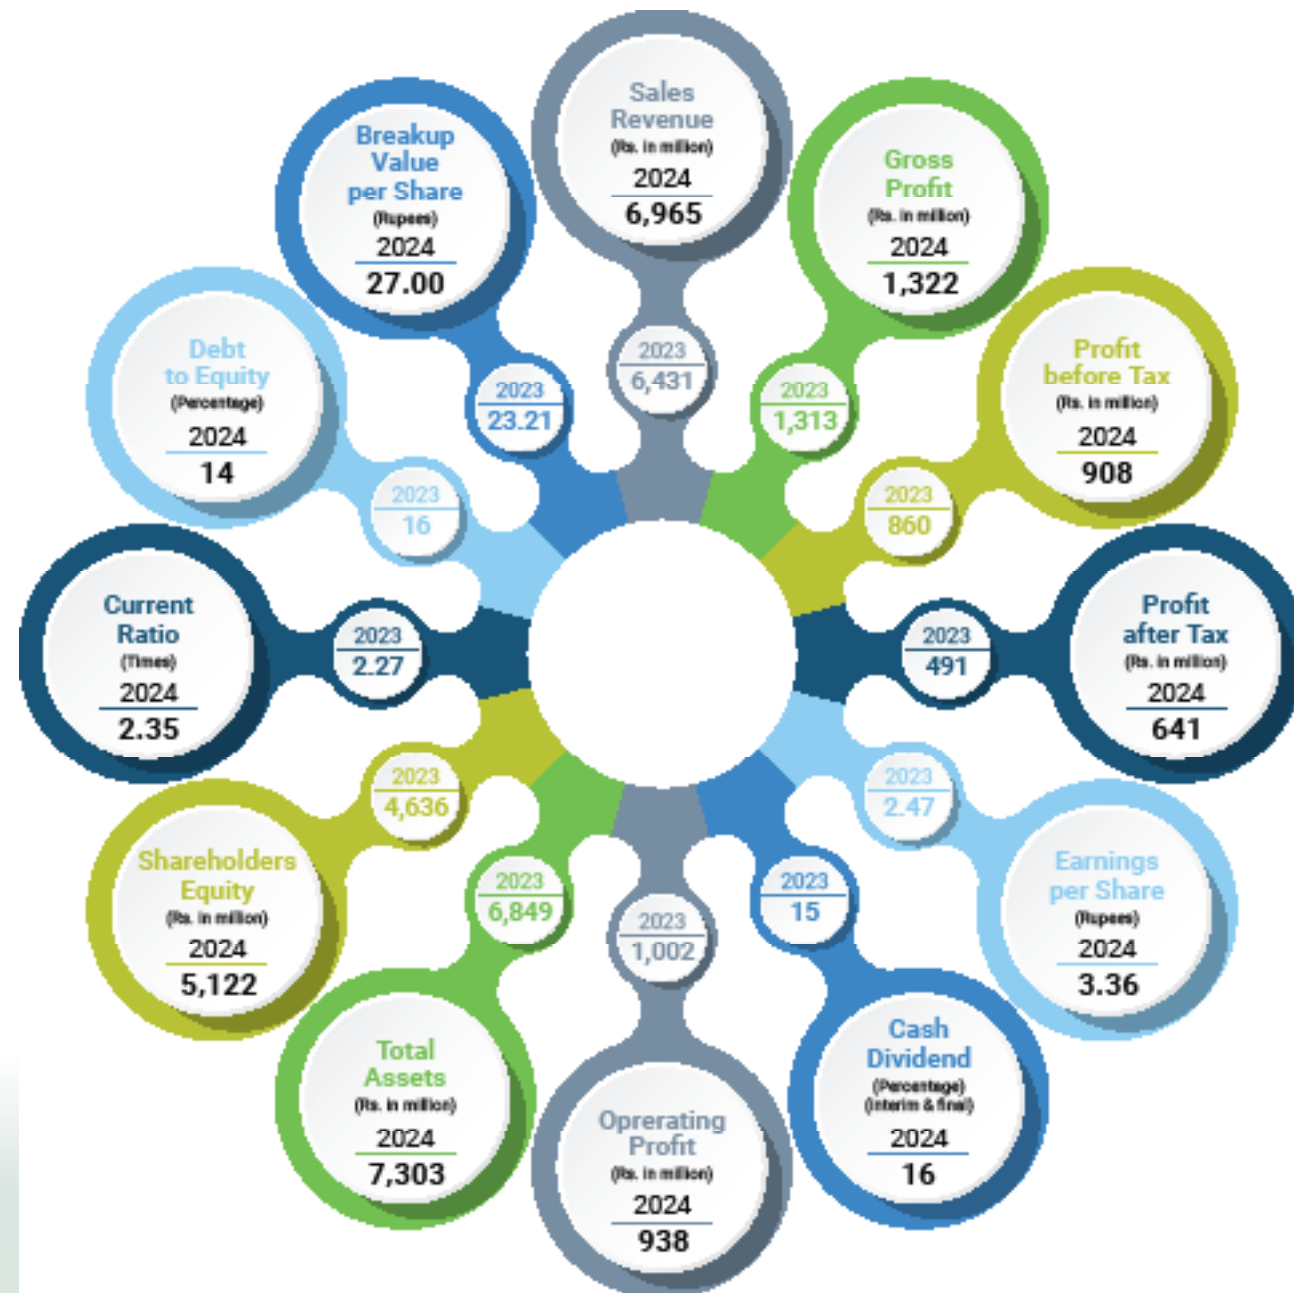 Sales
Revenue
(Rs. in million)
2024
6,965
2023
6,431
Gross
Profit
(Rs. in million)
2024
1,322
2023
1,313
Profit
before Tax
(Rs. in million)
2024
908
2023
860
Profit
after Tax
(Rs. in million)
2024
641
2023
491
Earnings
per Share
(Rupees)
2024
3.36
2023
2.47
Cash
Dividend
(Percentage)
(Interim & final)
2024
16
2023
15
Oprerating
Profit
(Rs. in million)
2024
938
2023
1,002
Total
Assets
(Rs. in million)
2024
7,303
2023
6,849
Shareholders
Equity
(Rs. in million)
2024
5,122
2023
4,636
Current
Ratio
(Times)
2024
2.35
2023
2.27
Debt
to Equity
(Percentage)
2024
14
2023
16
Breakup
Value
per Share
(Rupees)
2024
27.00
2023
23.21